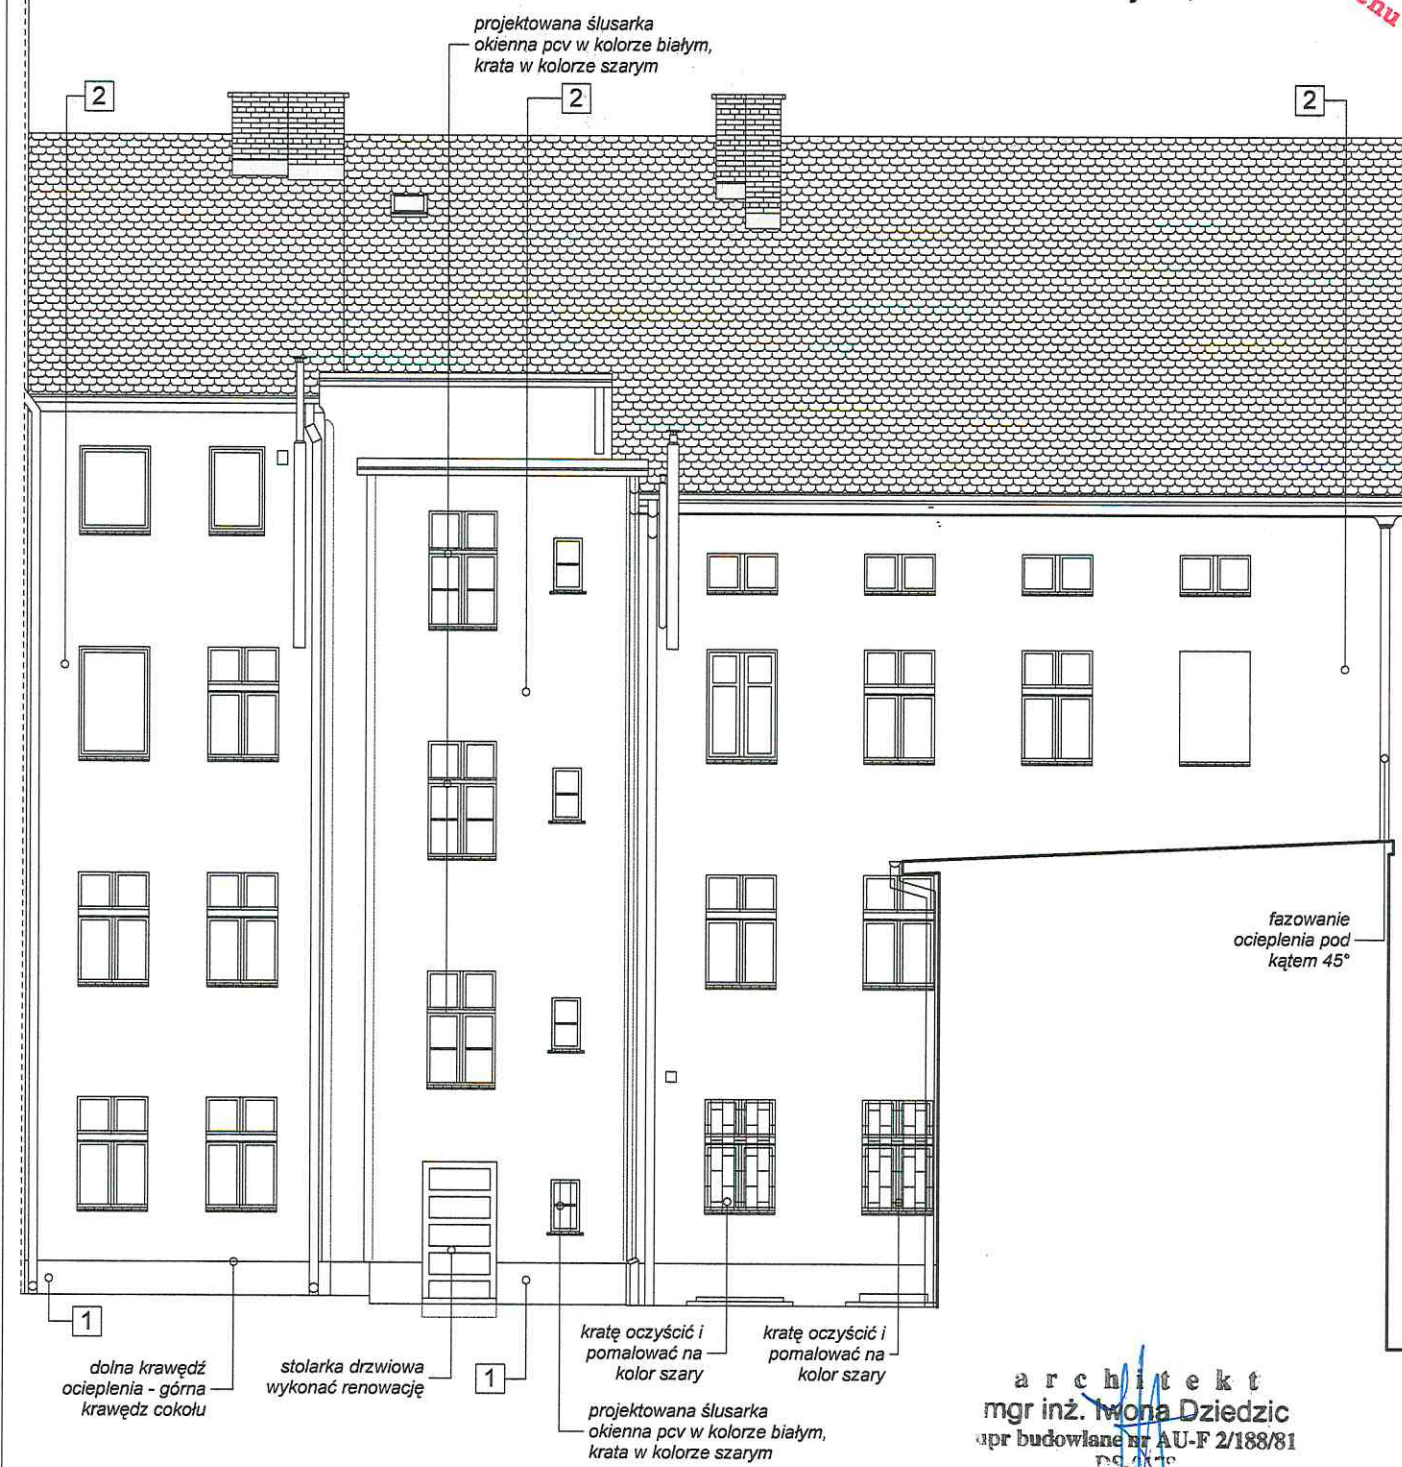 projektowana ślusarka
okienna pcv w kolorze białym,
krata w kolorze szarym
2
2
2
fazowanie
ocieplenia pod
kątem 45°
1
dolna krawędź
ocieplenia - górna
krawędz cokołu
stolarka drzwiowa
wykonać renowację
1
kratę oczyścić i
pomalować na
kolor szary
kratę oczyścić i
pomalować na
kolor szary
projektowana ślusarka
okienna pcv w kolorze białym,
krata w kolorze szarym
architekt
mgr inż. Iwona Dziedzic
upr budowlane nr AU-F 2/188/81